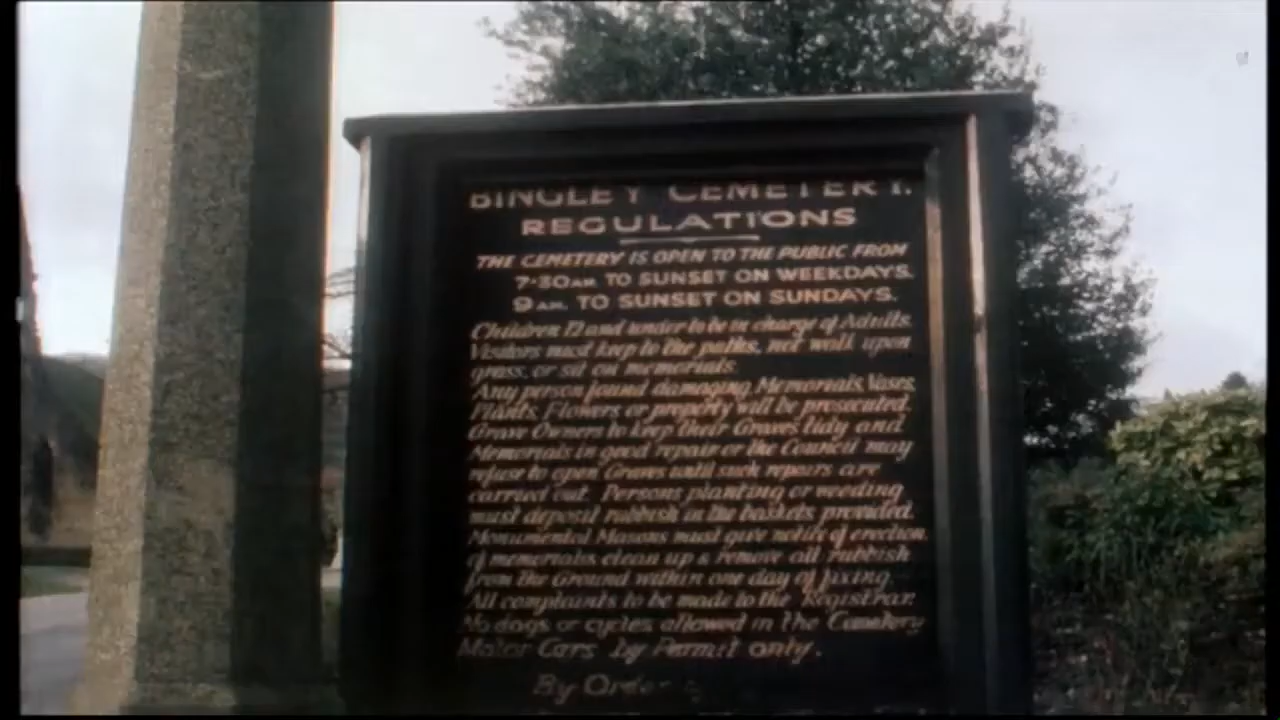 BINGLEY CEMETERY.
REGULATIONS
THE CEMETERY IS OPEN TO THE PUBLIC FROM
7·30 A.M. TO SUNSET ON WEEKDAYS.
9 A.M. TO SUNSET ON SUNDAYS.
Children 12 and under to be in charge of Adults.
Visitors must keep to the paths, not walk upon
grass, or sit on memorials.
Any person found damaging Memorials, Vases,
Plants, Flowers or property will be prosecuted.
Grave Owners to keep their Graves tidy and
Memorials in good repair or the Council may
refuse to open Graves until such repairs are
carried out. Persons planting or weeding
must deposit rubbish in the baskets provided.
Monumental Masons must give notice of erection
of memorials, clean up & remove all rubbish
from the Ground within one day of fixing.
All complaints to be made to the Registrar.
No dogs or cycles allowed in the Cemetery
Motor Cars by Permit only.
By Order